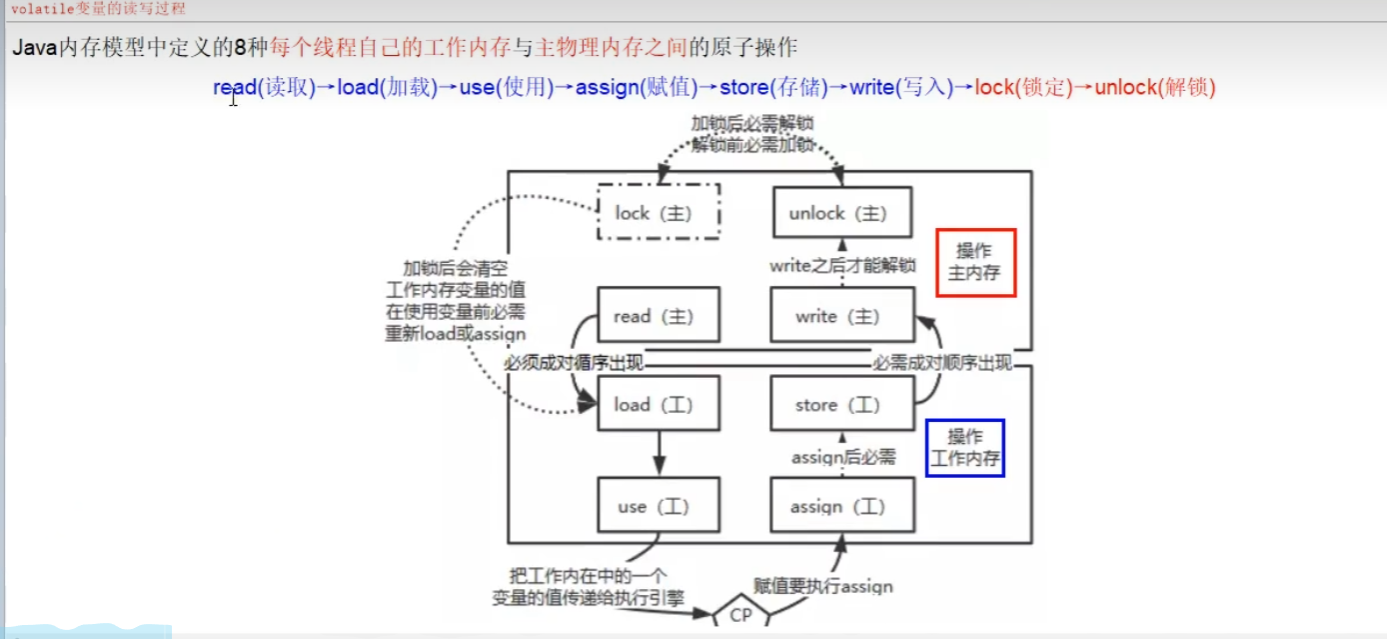 volatile变量的读写过程
Java内存模型中定义的8种每个线程自己的工作内存与主物理内存之间的原子操作
read(读取)→load(加载)→use(使用)→assign(赋值)→store(存储)→write(写入)→lock(锁定)→unlock(解锁)
加锁后必需解锁
解锁前必需加锁
lock（主）
unlock（主）
操作
主内存
write之后才能解锁
加锁后会清空
工作内存变量的值
在使用变量前必需
重新load或assign
read（主）
write（主）
必须成对循序出现
必需成对顺序出现
load（工）
store（工）
操作
工作内存
assign后必需
use（工）
assign（工）
把工作内在中的一个
变量的值传递给执行引擎
赋值要执行assign
CP